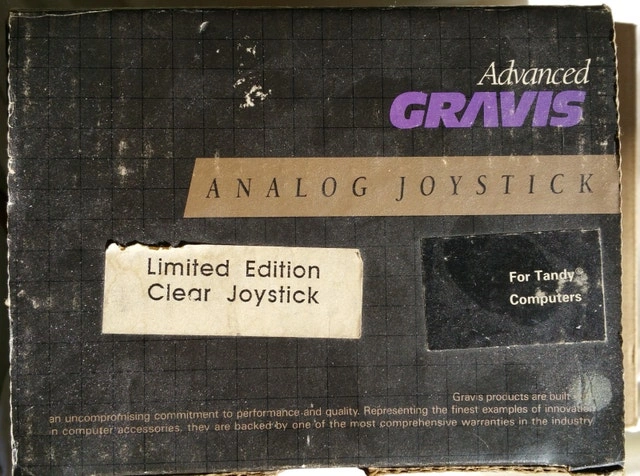 Advanced
GRAVIS
ANALOG JOYSTICK
Limited Edition
Clear Joystick
For Tandy
Computers
Gravis products are built
an uncompromising commitment to performance and quality. Representing the finest examples of innovation
in computer accessories, they are backed by one of the most comprehensive warranties in the industry